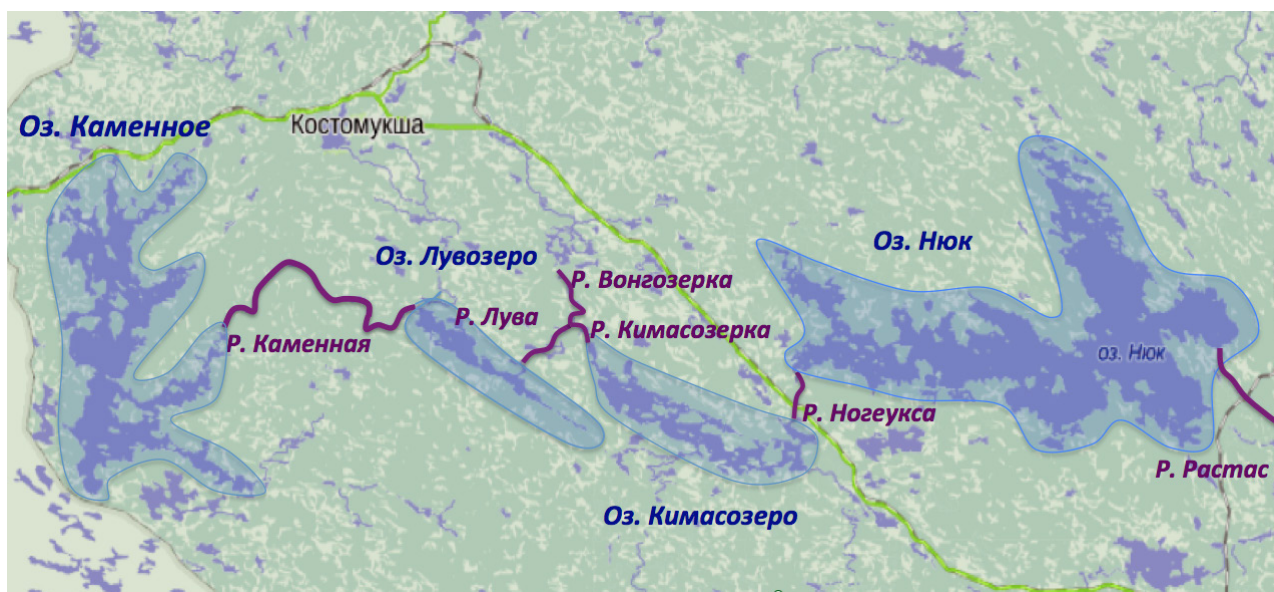 Оз. Каменное
Костомукша
Оз. Нюк
Оз. Лувозеро
Р. Вонгозерка
Р. Лува
Р. Кимасозерка
Р. Каменная
оз. Нюк
Р. Ногеукса
Р. Растас
Оз. Кимасозеро